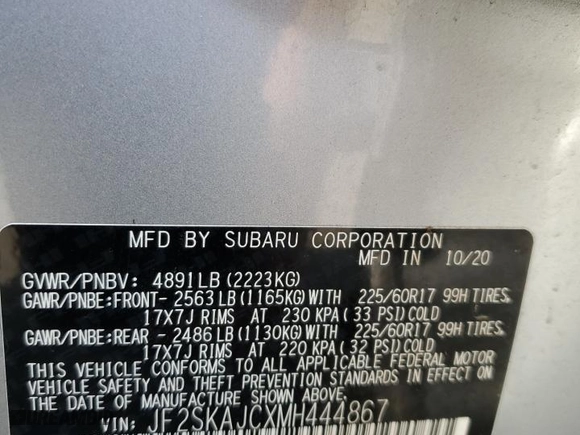 MFD BY SUBARU CORPORATION
MFD IN 10/20
GVWR/PNBV: 4891LB(2223KG)
GAWR/PNBE:FRONT- 2563LB(1165KG)WITH 225/60R17 99H TIRES,
17X7J RIMS AT 230 KPA(33 PSI)COLD
GAWR/PNBE:REAR - 2486LB(1130KG)WITH 225/60R17 99H TIRES,
17X7J RIMS AT 220 KPA(32 PSI)COLD
THIS VEHICLE CONFORMS TO ALL APPLICABLE FEDERAL MOTOR
VEHICLE SAFETY AND THEFT PREVENTION STANDARDS IN EFFECT ON
THE DATE OF MANUFACTURE SHOWN ABOVE.
VIN: JF2SKAJCXMH444867